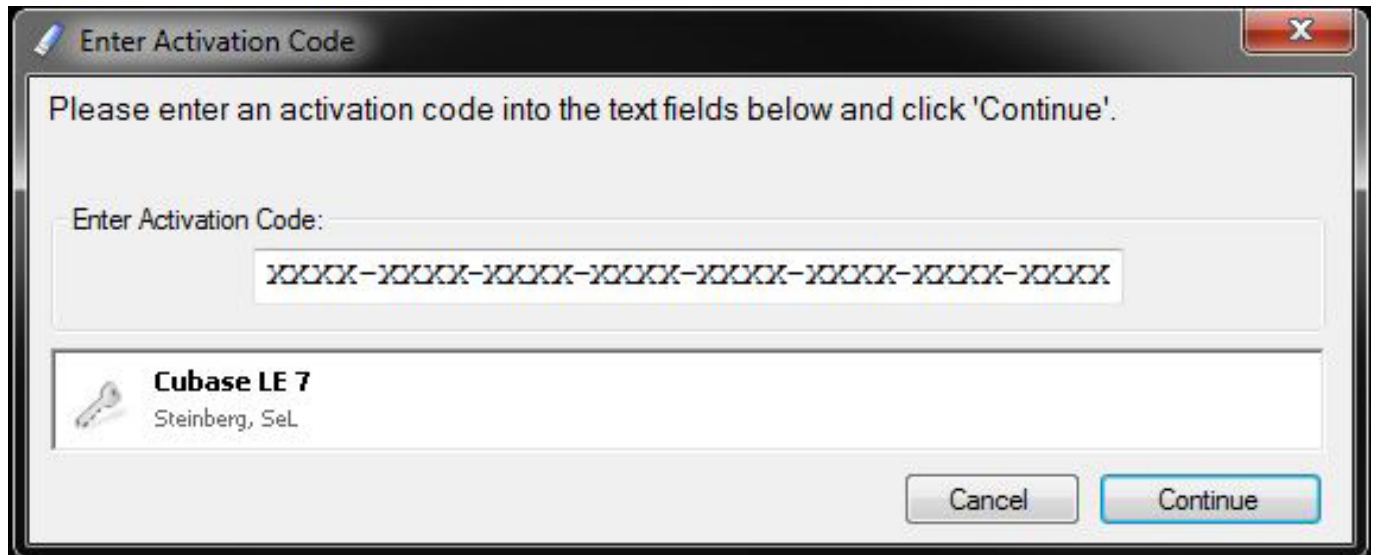 Enter Activation Code
Please enter an activation code into the text fields below and click 'Continue'.
Enter Activation Code:
XXXX-XXXX-XXXX-XXXX-XXXX-XXXX-XXXX-XXXX
Cubase LE 7
Steinberg, SeL
Cancel
Continue